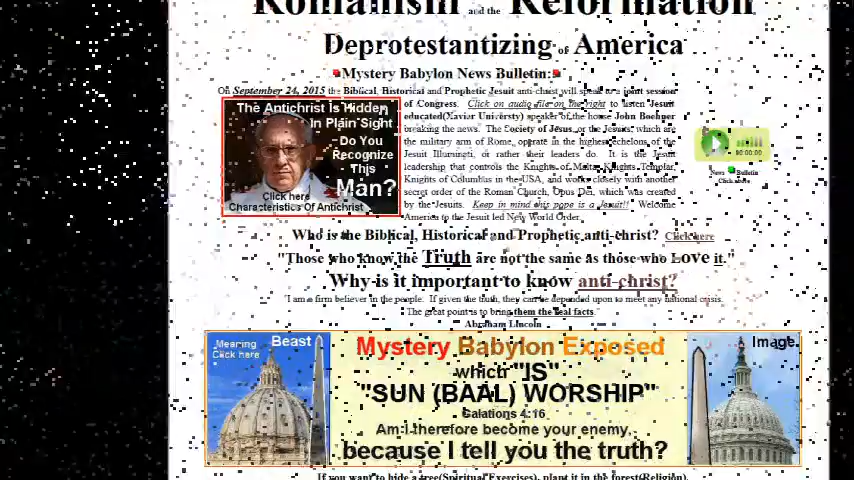 Romanism and the Reformation
Deprotestantizing of America
Mystery Babylon News Bulletin:
On September 24, 2015 the Biblical, Historical and Prophetic Jesuit anti-christ will speak to a joint session
of Congress. Click on audio file on the right to listen Jesuit
educated(Xavier University) speaker of the house John Boehner
breaking the news. The Society of Jesus, or the Jesuits, which are
the military arm of Rome, operate in the highest echelons of the
Jesuit Illuminati, or rather their leaders do. It is the Jesuit
leadership that controls the Knights of Malta, Knights Templar,
Knights of Columbus in the USA, and works closely with another
secret order of the Roman Church, Opus Dei, which was created
by the Jesuits. Keep in mind this pope is a Jesuit!! Welcome
America to the Jesuit led New World Order.
The Antichrist Is Hidden
In Plain Sight
Do You
Recognize
This
Man?
Click here
Characteristics Of Antichrist
00:00:00
News Bulletin
Click above
Who is the Biblical, Historical and Prophetic anti-christ? Click here
"Those who know the Truth are not the same as those who Love it."
Why is it important to know anti-christ?
"I am a firm believer in the people. If given the truth, they can be depended upon to meet any national crisis.
The great point is to bring them the real facts.
Abraham Lincoln
Meaning
Click here
Beast
Mystery Babylon Exposed
which "IS"
"SUN (BAAL) WORSHIP"
Galations 4:16
Am I therefore become your enemy,
because I tell you the truth?
Image
If you want to hide a tree(Spiritual Exercises), plant it in the forest(Religion).